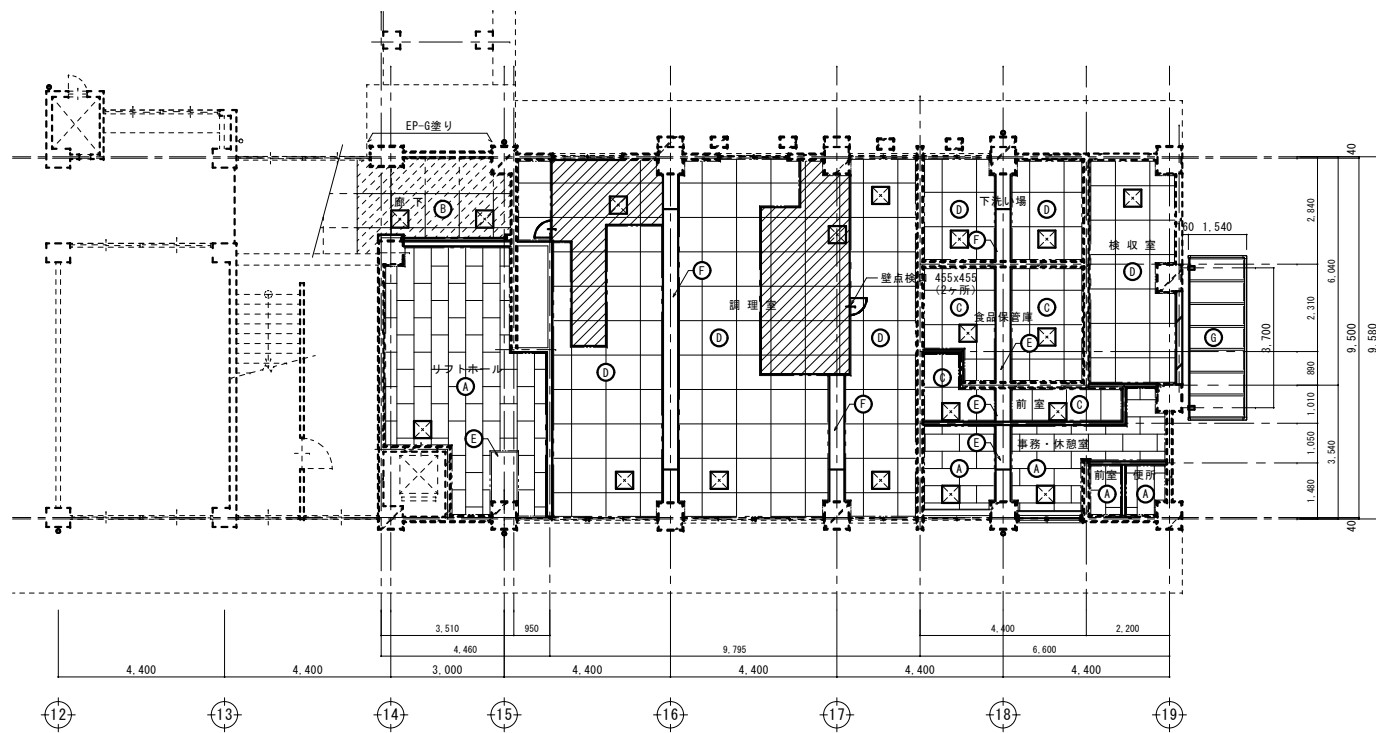 EP-G塗り
40
廊下
B
D
下洗い場
D
2,840
60 1,540
F
検収室
D
F
壁点検口 455x455
(2ヶ所)
調理室
C
C
食品保管庫
6,040
2,310
D
D
E
G
3,700
9,500
9,580
リフトホール
A
D
C
890
F
E
前室
C
1,010
E
E
事務・休憩室
A
A
前室
便所
A
A
1,050
3,540
1,480
40
3,510
950
4,400
2,200
4,460
9,795
6,600
4,400
4,400
3,000
4,400
4,400
4,400
4,400
12
13
14
15
16
17
18
19